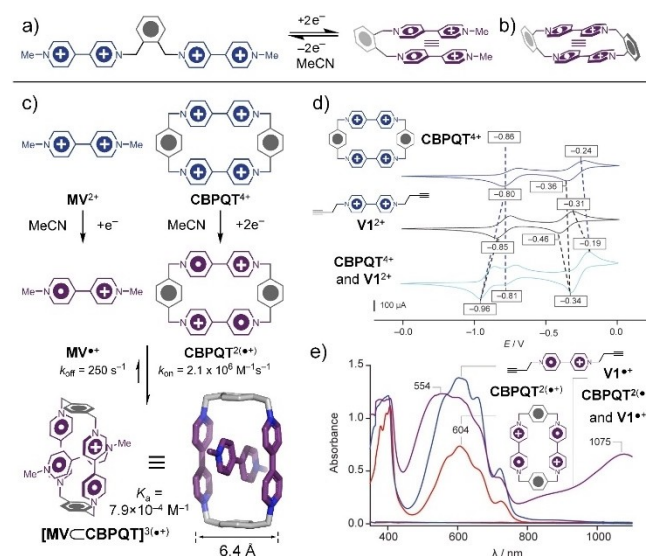 a)
+2e⁻
−2e⁻
MeCN
Me
N
N
N
N
Me
N
N-Me
N
N-Me
b)
N
N
N
N
c)
Me-N
N-Me
MV²⁺
MeCN
+e⁻
N
N
N
N
CBPQT⁴⁺
MeCN
+2e⁻
Me-N
N-Me
MV•+
k_off = 250 s⁻¹
N
N
N
N
CBPQT²⁽•⁺⁾
k_on = 2.1 x 10⁶ M⁻¹s⁻¹
N-Me
Me-N
K_a =
7.9×10⁻⁴ M⁻¹
[MV⊂CBPQT]³⁽•⁺⁾
6.4 Å
d)
CBPQT⁴⁺
V1²⁺
CBPQT⁴⁺
and V1²⁺
100 µA
−0.86
−0.24
−0.80
−0.36
−0.31
−0.85
−0.46
−0.19
−0.96
−0.81
−0.34
−1.0
−0.5
0.0
E / V
e)
V1•+
CBPQT²⁽•⁺⁾
CBPQT²⁽•⁺⁾
and V1•+
554
604
1075
Absorbance
1.5
1.0
0.5
0.0
400
600
800
1000
λ / nm